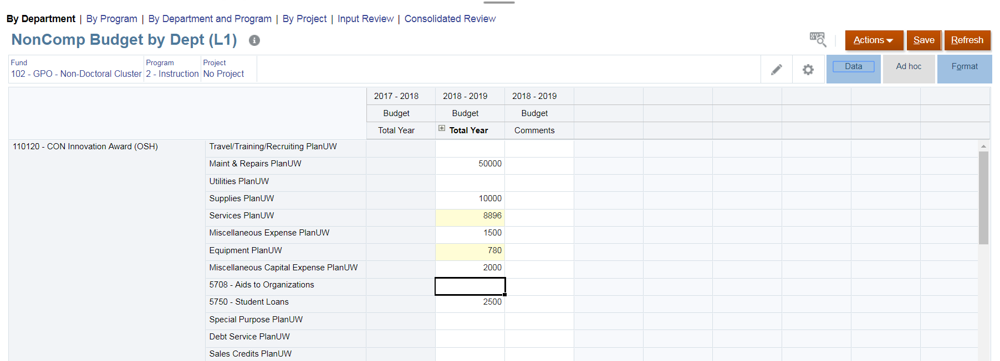 By Department | By Program | By Department and Program | By Project | Input Review | Consolidated Review
NonComp Budget by Dept (L1)
Actions Save Refresh
Fund Program Project
102 - GPO - Non-Doctoral Cluster 2 - Instruction No Project
Data Ad hoc Format
2017 - 2018 2018 - 2019 2018 - 2019
Budget Budget Budget
Total Year Total Year Comments
110120 - CON Innovation Award (OSH) Travel/Training/Recruiting PlanUW
Maint & Repairs PlanUW 50000
Utilities PlanUW
Supplies PlanUW 10000
Services PlanUW 8896
Miscellaneous Expense PlanUW 1500
Equipment PlanUW 780
Miscellaneous Capital Expense PlanUW 2000
5708 - Aids to Organizations
5750 - Student Loans 2500
Special Purpose PlanUW
Debt Service PlanUW
Sales Credits PlanUW